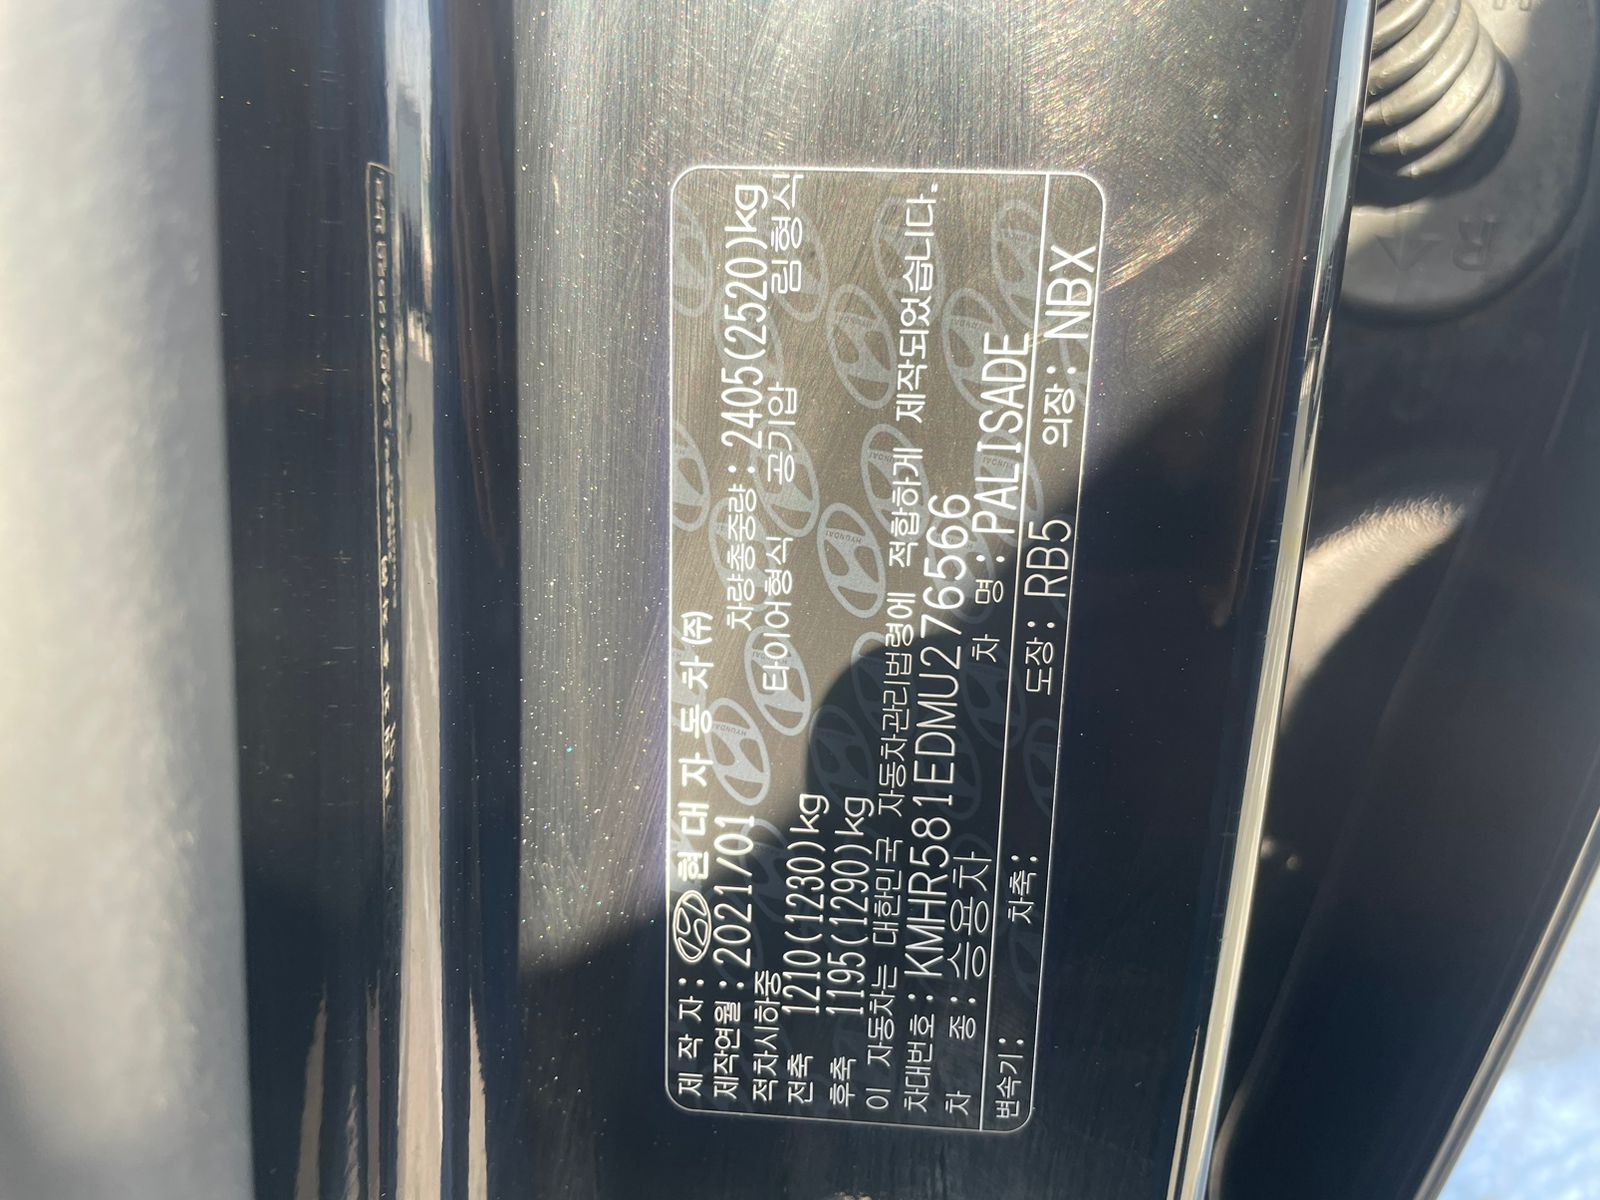 제 작 자 : 현 대 자 동 차 (주)
제작연월 : 2021/01 차량총중량 : 2405(2520)kg
적차시하중 타이어형식 공기압 림형식
전축 1210(1230)kg
후축 1195(1290)kg
이 자동차는 대한민국 자동차관리법령에 적합하게 제작되었습니다.
차대번호 : KMHR581EDMU276566
차 종 : 승용차 차 명 : PALISADE
변속기 : 차축 : 도장 : RB5 의장 : NBX